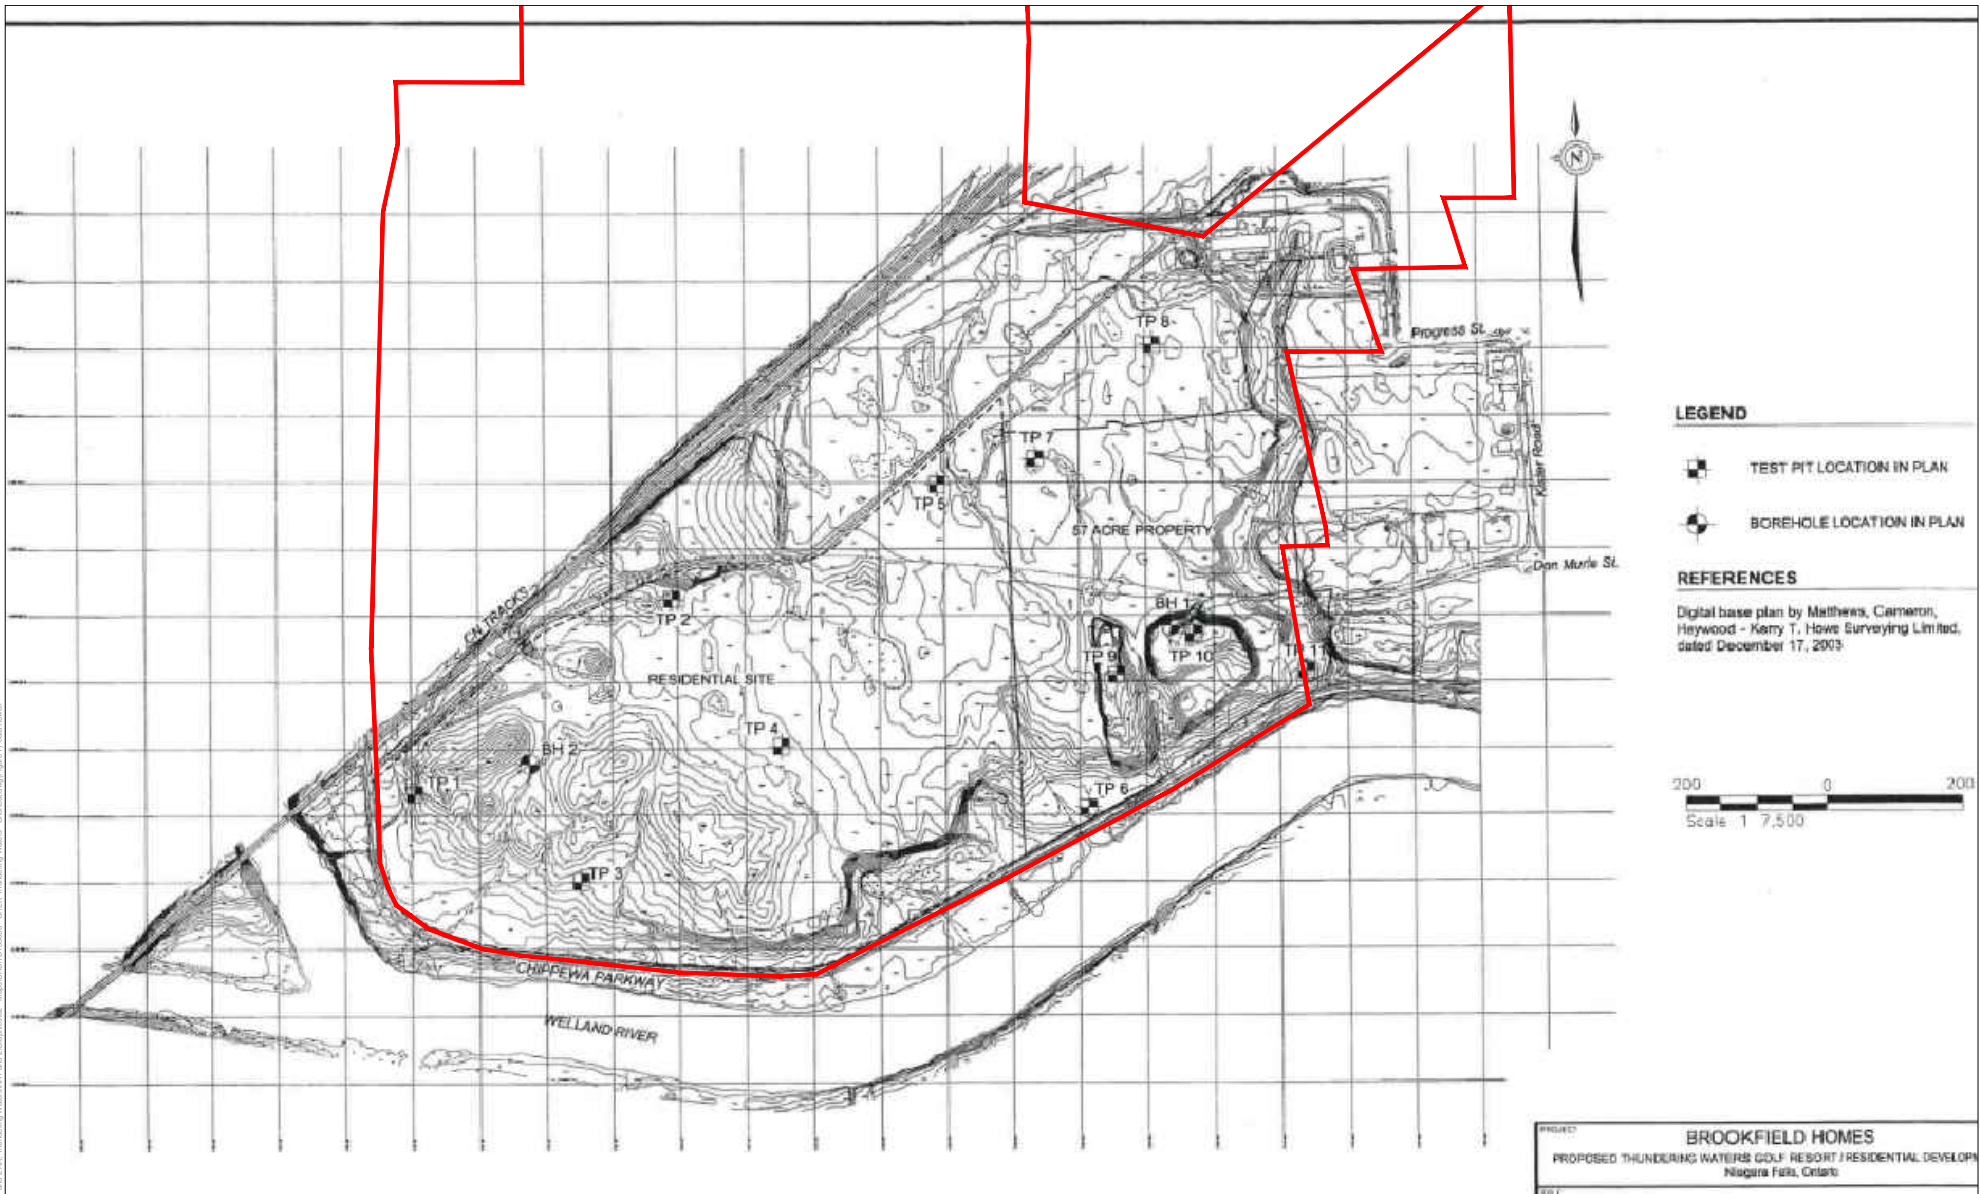 N
TP 8
Progress St.
TP 7
TP 5
57 ACRE PROPERTY
Don Murie St.
CN TRACKS
TP 2
BH 1
TP 9
TP 10
TP 11
RESIDENTIAL SITE
TP 4
BH 2
TP 1
TP 6
TP 3
CHIPPEWA PARKWAY
WELLAND RIVER
Road
LEGEND
TEST PIT LOCATION IN PLAN
BOREHOLE LOCATION IN PLAN
REFERENCES
Digital base plan by Matthews, Cameron,
Heywood - Kerry T. Howe Surveying Limited,
dated December 17, 2003
200 0 200
Scale 1 7,500
PROJECT
BROOKFIELD HOMES
PROPOSED THUNDERING WATERS GOLF RESORT / RESIDENTIAL DEVELOPM
Niagara Falls, Ontario